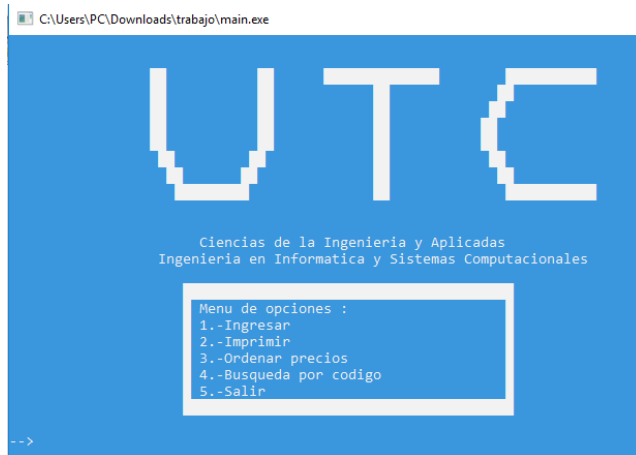 C:\Users\PC\Downloads\trabajo\main.exe
UTC
Ciencias de la Ingenieria y Aplicadas
Ingenieria en Informatica y Sistemas Computacionales
Menu de opciones :
1.-Ingresar
2.-Imprimir
3.-Ordenar precios
4.-Busqueda por codigo
5.-Salir
-->